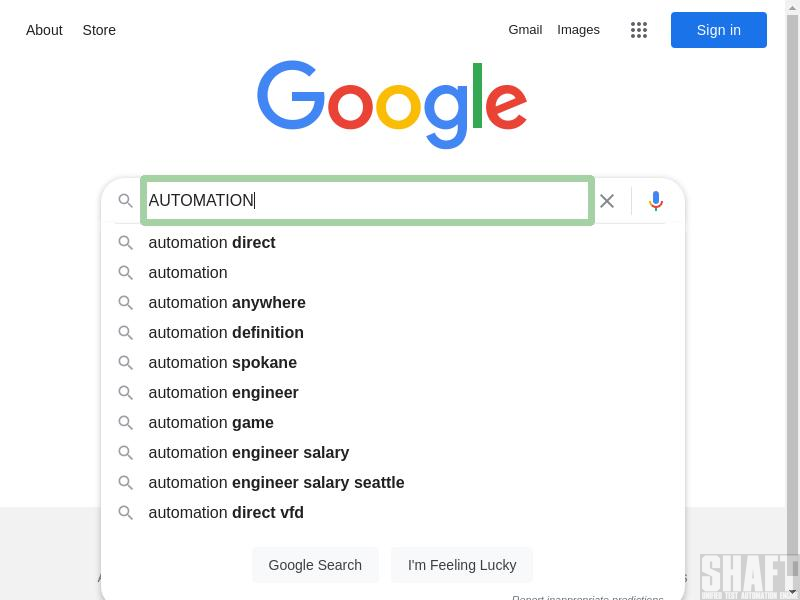 About Store Gmail Images Sign in
Google
AUTOMATION
automation direct
automation
automation anywhere
automation definition
automation spokane
automation engineer
automation game
automation engineer salary
automation engineer salary seattle
automation direct vfd
Google Search I'm Feeling Lucky
Report inappropriate predictions
SHAFT